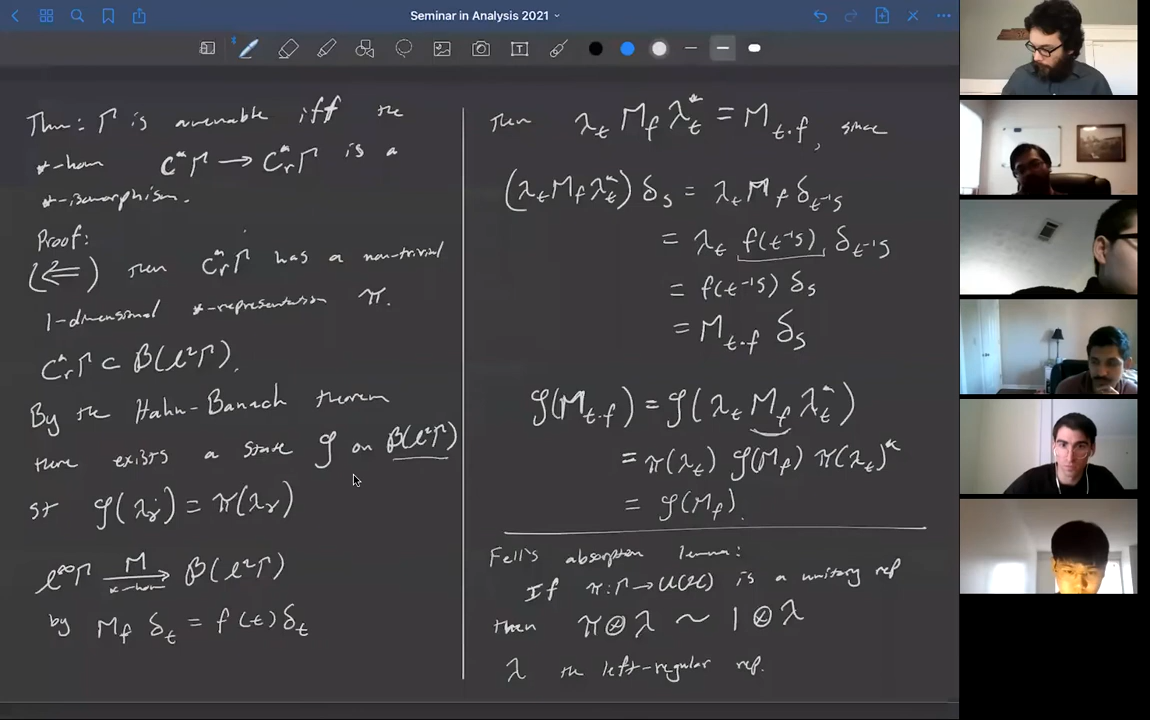 Seminar in Analysis 2021
Thm: Γ is amenable iff the
*-hom C*Γ → C*ᵣΓ is a
*-isomorphism.
Proof:
(⇐) Then C*ᵣΓ has a non-trivial
1-dimensional *-representation π.
C*ᵣΓ ⊂ B(ℓ²Γ).
By the Hahn-Banach theorem
there exists a state φ on B(ℓ²Γ)
st φ(λ_γ) = π(λ_γ)
ℓ^∞Γ —M→ B(ℓ²Γ)
*-hom
by M_f δ_t = f(t)δ_t
Then λ_t M_f λ_t* = M_{t·f}, since
(λ_t M_f λ_t*) δ_s = λ_t M_f δ_{t⁻¹s}
= λ_t f(t⁻¹s) δ_{t⁻¹s}
= f(t⁻¹s) δ_s
= M_{t·f} δ_s
φ(M_{t·f}) = φ(λ_t M_f λ_t*)
= π(λ_t) φ(M_f) π(λ_t)*
= φ(M_f).
Fell's absorption lemma:
If π: Γ → U(H) is a unitary rep
then π⊗λ ~ 1⊗λ
λ the left-regular rep.